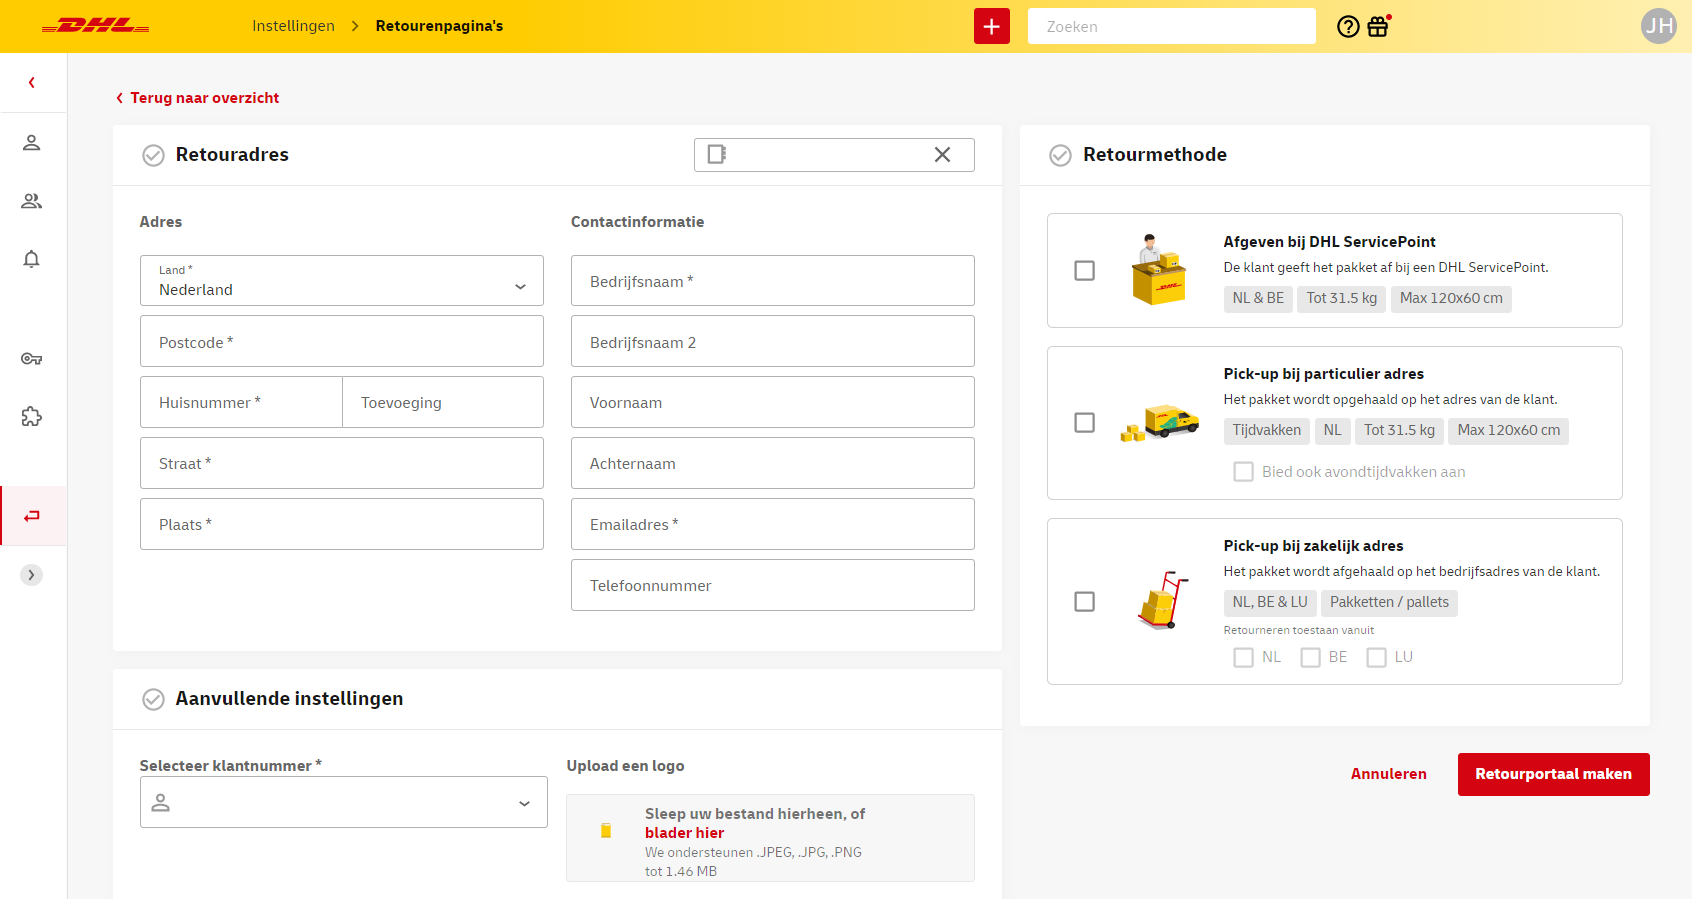 DHL
Instellingen > Retourenpagina's
Zoeken
JH
Terug naar overzicht
Retouradres
Adres
Land *
Nederland
Postcode *
Huisnummer *
Toevoeging
Straat *
Plaats *
Contactinformatie
Bedrijfsnaam *
Bedrijfsnaam 2
Voornaam
Achternaam
Emailadres *
Telefoonnummer
Aanvullende instellingen
Selecteer klantnummer *
Upload een logo
Sleep uw bestand hierheen, of
blader hier
We ondersteunen .JPEG, .JPG, .PNG
tot 1.46 MB
Retourmethode
Afgeven bij DHL ServicePoint
De klant geeft het pakket af bij een DHL ServicePoint.
NL & BE Tot 31.5 kg Max 120x60 cm
Pick-up bij particulier adres
Het pakket wordt opgehaald op het adres van de klant.
Tijdvakken NL Tot 31.5 kg Max 120x60 cm
Bied ook avondtijdvakken aan
Pick-up bij zakelijk adres
Het pakket wordt afgehaald op het bedrijfsadres van de klant.
NL, BE & LU Pakketten / pallets
Retourneren toestaan vanuit
NL BE LU
Annuleren
Retourportaal maken